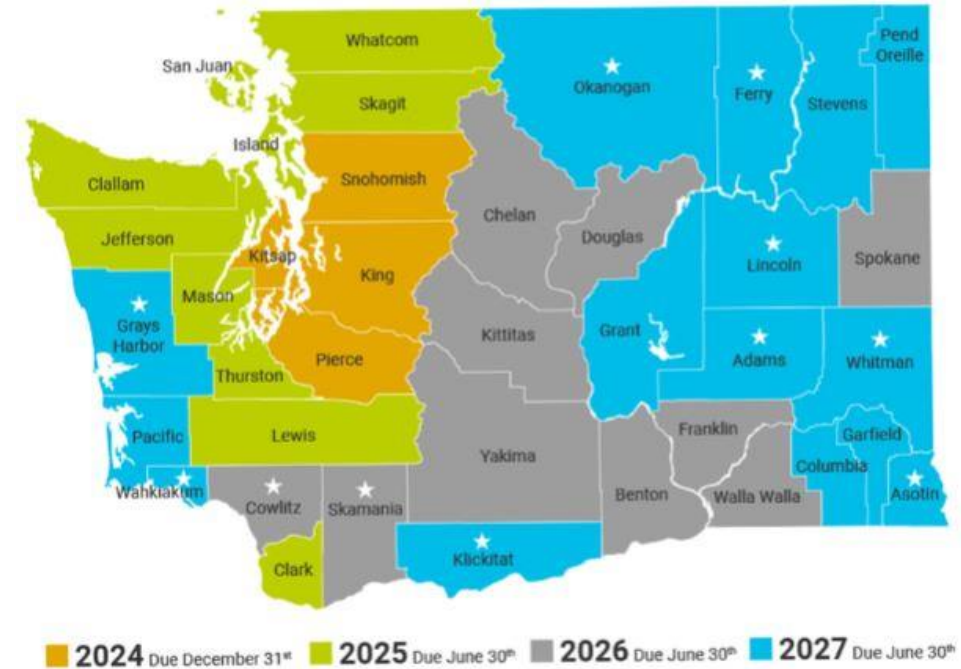 Whatcom
Pend
Oreille
San Juan
Okanogan
Ferry
Stevens
Skagit
Island
Clallam
Snohomish
Chelan
Jefferson
Douglas
Kitsap
King
Lincoln
Spokane
Mason
Grays
Harbor
Kittitas
Grant
Pierce
Adams
Whitman
Thurston
Lewis
Pacific
Franklin
Garfield
Yakima
Columbia
Wahkiakum
Cowlitz
Skamania
Benton
Walla Walla
Asotin
Clark
Klickitat
2024 Due December 31st
2025 Due June 30th
2026 Due June 30th
2027 Due June 30th